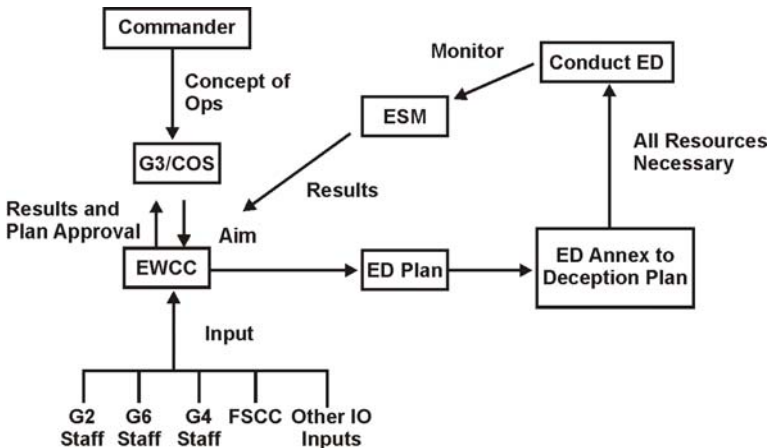 Commander
Concept of
Ops
Monitor
Conduct ED
ESM
G3/COS
All Resources
Necessary
Results
Results and
Plan Approval
Aim
EWCC
ED Plan
ED Annex to
Deception Plan
Input
G2
Staff
G6
Staff
G4
Staff
FSCC
Other IO
Inputs